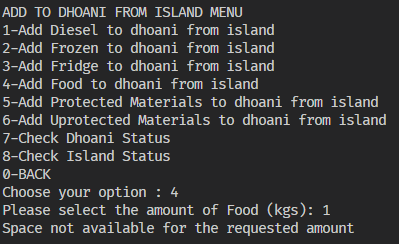 ADD TO DHOANI FROM ISLAND MENU
1-Add Diesel to dhoani from island
2-Add Frozen to dhoani from island
3-Add Fridge to dhoani from island
4-Add Food to dhoani from island
5-Add Protected Materials to dhoani from island
6-Add Uprotected Materials to dhoani from island
7-Check Dhoani Status
8-Check Island Status
0-BACK
Choose your option : 4
Please select the amount of Food (kgs): 1
Space not available for the requested amount